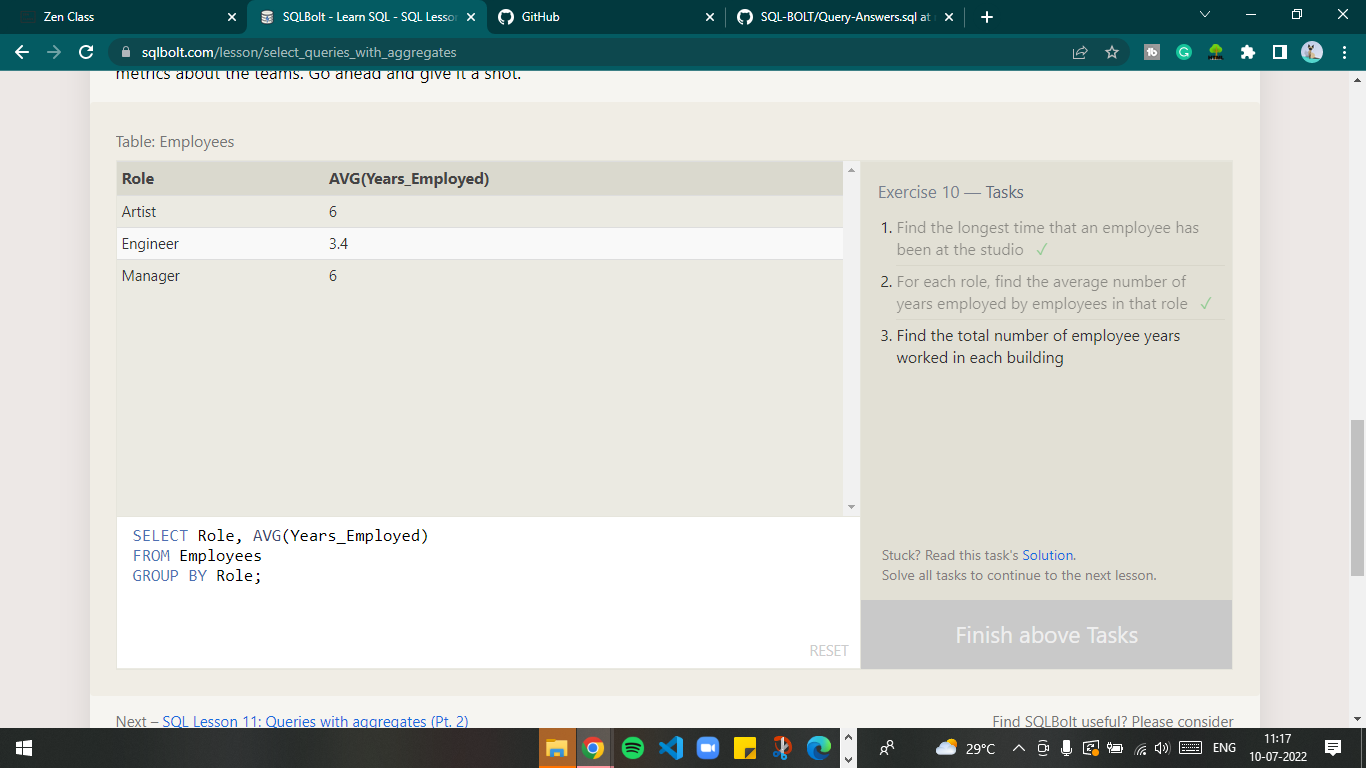 Zen Class
SQLBolt - Learn SQL - SQL Lesson
GitHub
SQL-BOLT/Query-Answers.sql at
sqlbolt.com/lesson/select_queries_with_aggregates
metrics about the teams. Go ahead and give it a shot.
Table: Employees
Role AVG(Years_Employed)
Artist 6
Engineer 3.4
Manager 6
Exercise 10 — Tasks
1. Find the longest time that an employee has
been at the studio ✓
2. For each role, find the average number of
years employed by employees in that role ✓
3. Find the total number of employee years
worked in each building
SELECT Role, AVG(Years_Employed)
FROM Employees
GROUP BY Role;
RESET
Stuck? Read this task's Solution.
Solve all tasks to continue to the next lesson.
Finish above Tasks
Next – SQL Lesson 11: Queries with aggregates (Pt. 2)
Find SQLBolt useful? Please consider
29°C
ENG
11:17
10-07-2022